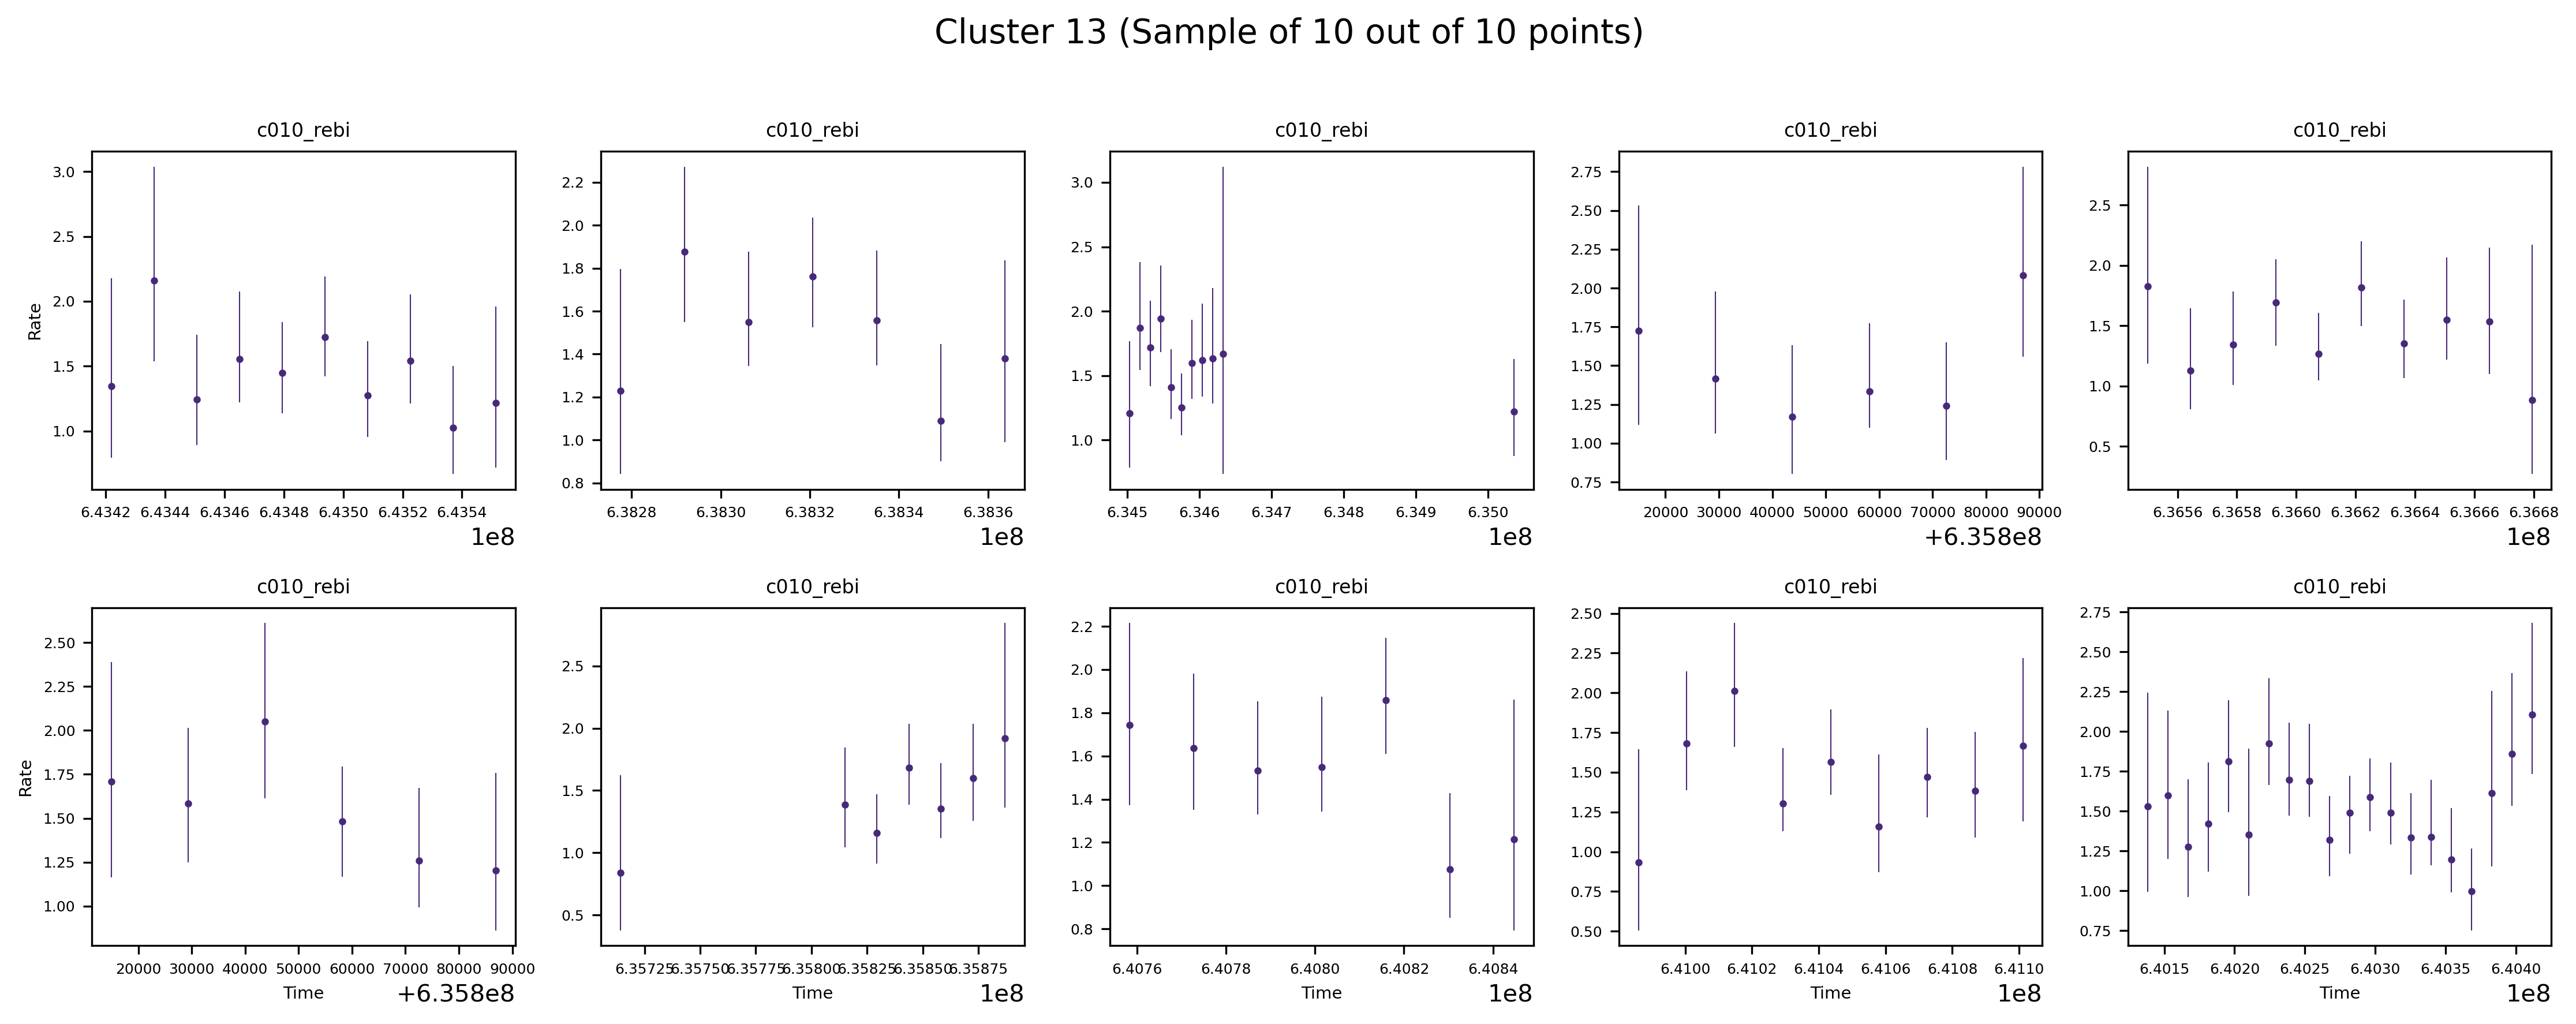 Cluster 13 (Sample of 10 out of 10 points)
c010_rebi c010_rebi c010_rebi c010_rebi c010_rebi
3.0 2.5 2.0 1.5 1.0
Rate
2.2 2.0 1.8 1.6 1.4 1.2 1.0 0.8
3.0 2.5 2.0 1.5 1.0
2.75 2.50 2.25 2.00 1.75 1.50 1.25 1.00 0.75
2.5 2.0 1.5 1.0 0.5
6.4342 6.4344 6.4346 6.4348 6.4350 6.4352 6.4354
1e8
6.3828 6.3830 6.3832 6.3834 6.3836
1e8
6.345 6.346 6.347 6.348 6.349 6.350
1e8
20000 30000 40000 50000 60000 70000 80000 90000
+6.358e8
6.3656 6.3658 6.3660 6.3662 6.3664 6.3666 6.3668
1e8
c010_rebi c010_rebi c010_rebi c010_rebi c010_rebi
2.50 2.25 2.00 1.75 1.50 1.25 1.00
Rate
2.5 2.0 1.5 1.0 0.5
2.2 2.0 1.8 1.6 1.4 1.2 1.0 0.8
2.50 2.25 2.00 1.75 1.50 1.25 1.00 0.75 0.50
2.75 2.50 2.25 2.00 1.75 1.50 1.25 1.00 0.75
20000 30000 40000 50000 60000 70000 80000 90000
Time +6.358e8
6.35725 6.35750 6.35775 6.35800 6.35825 6.35850 6.35875
Time 1e8
6.4076 6.4078 6.4080 6.4082 6.4084
Time 1e8
6.4100 6.4102 6.4104 6.4106 6.4108 6.4110
Time 1e8
6.4015 6.4020 6.4025 6.4030 6.4035 6.4040
Time 1e8